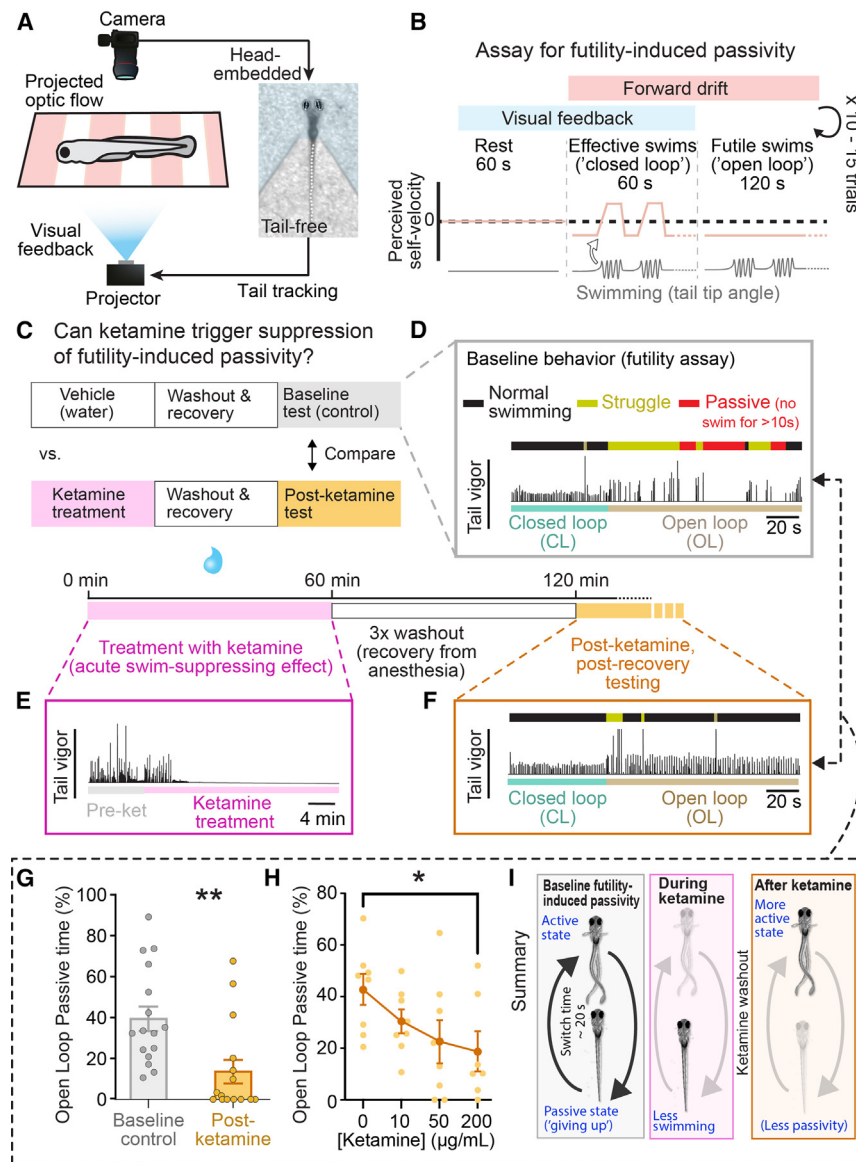 A
Camera
Head-
embedded
Projected
optic flow
Tail-free
Visual
feedback
Projector
Tail tracking
B
Assay for futility-induced passivity
Forward drift
Visual feedback
x 10 - 15 trials
Rest
60 s
Effective swims
('closed loop')
60 s
Futile swims
('open loop')
120 s
Perceived
self-velocity
0
Swimming (tail tip angle)
C
Can ketamine trigger suppression
of futility-induced passivity?
Vehicle
(water)
Washout &
recovery
Baseline
test (control)
vs.
Compare
Ketamine
treatment
Washout &
recovery
Post-ketamine
test
D
Baseline behavior (futility assay)
Normal
swimming
Struggle
Passive (no
swim for >10s)
Tail vigor
Closed loop
(CL)
Open loop
(OL)
20 s
0 min
60 min
120 min
Treatment with ketamine
(acute swim-suppressing effect)
3x washout
(recovery from
anesthesia)
Post-ketamine,
post-recovery
testing
E
Tail vigor
Pre-ket
Ketamine
treatment
4 min
F
Tail vigor
Closed loop
(CL)
Open loop
(OL)
20 s
G
Open Loop Passive time (%)
100
80
60
40
20
0
**
Baseline
control
Post-
ketamine
H
Open Loop Passive time (%)
80
60
40
20
0
*
0
10
50
200
[Ketamine] (µg/mL)
I
Summary
Baseline futility-
induced passivity
Active
state
Switch time
~ 20 s
Passive state
('giving up')
During
ketamine
Less
swimming
Ketamine washout
After ketamine
More
active
state
(Less passivity)